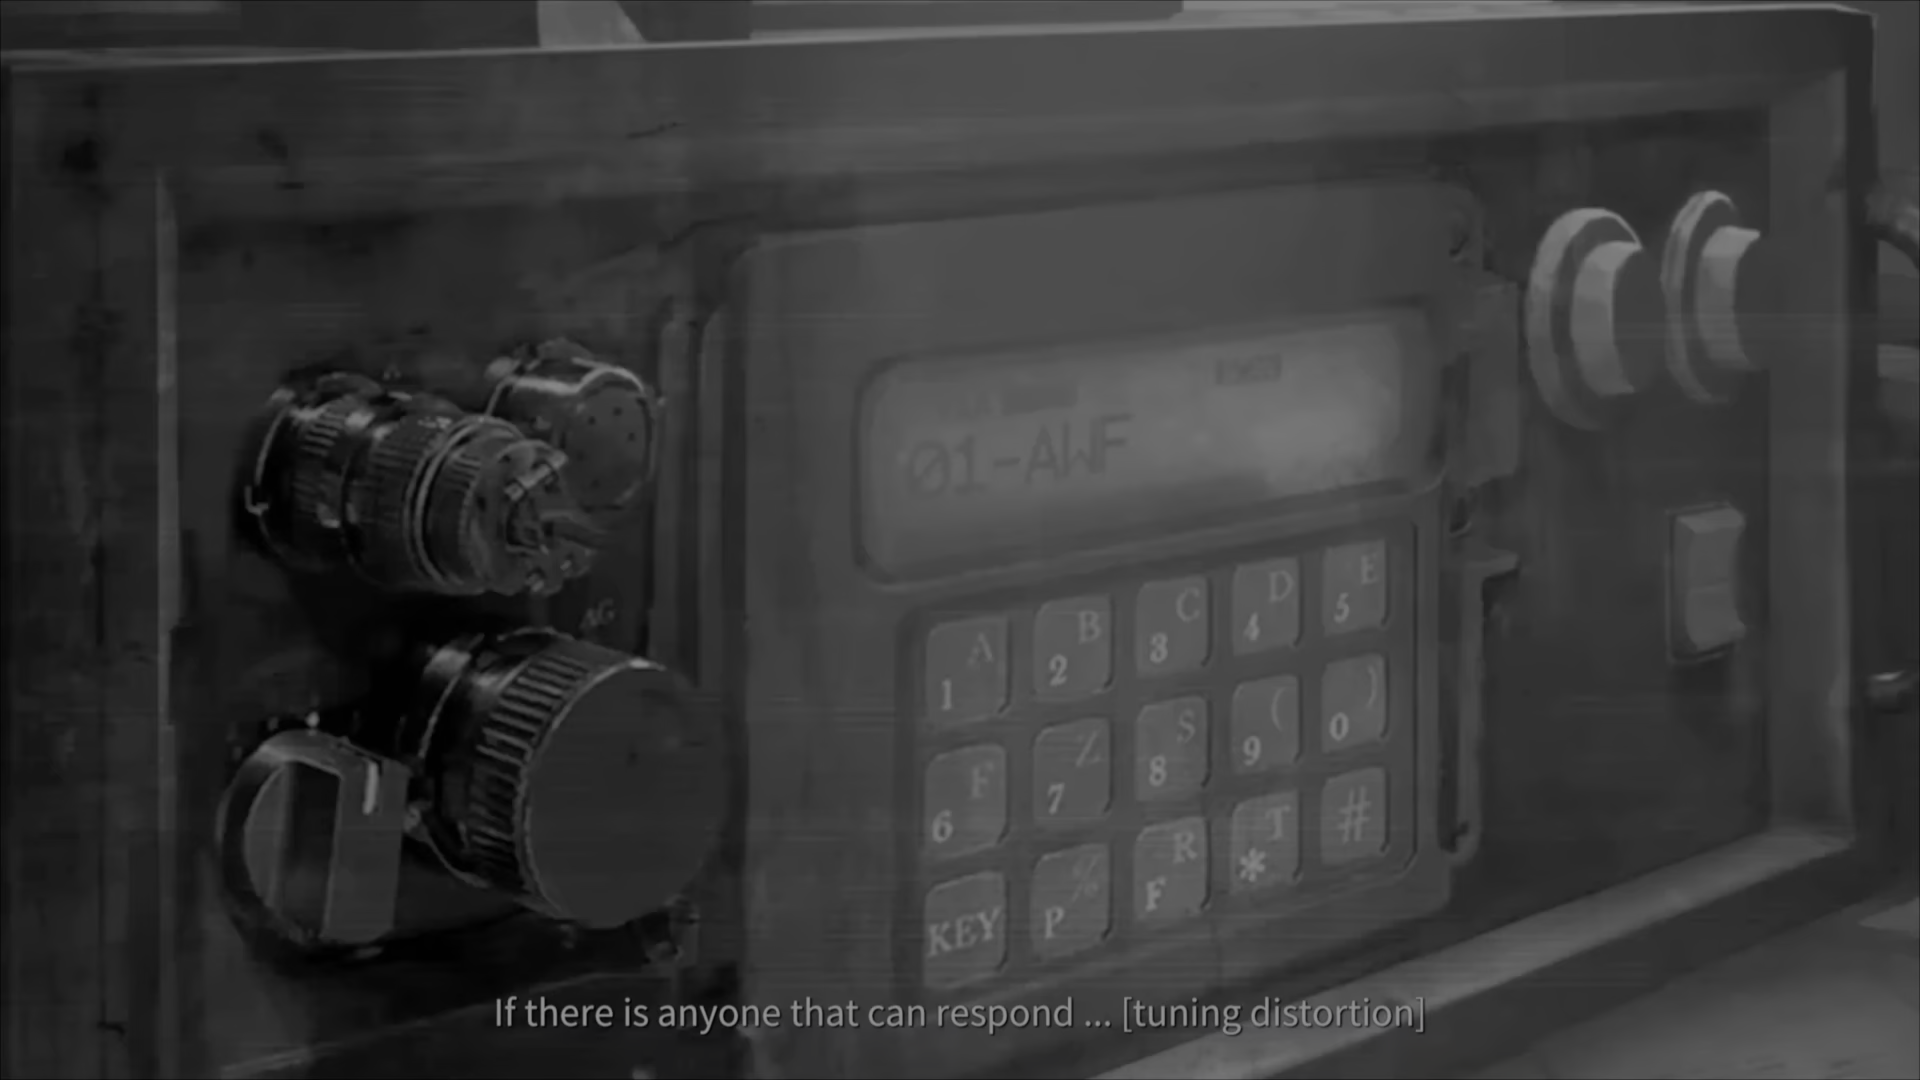 01-AWF
AG
A B C D E
1 2 3 4 5
F Z S ( )
6 7 8 9 0
% R T #
KEY P F *
If there is anyone that can respond ... [tuning distortion]